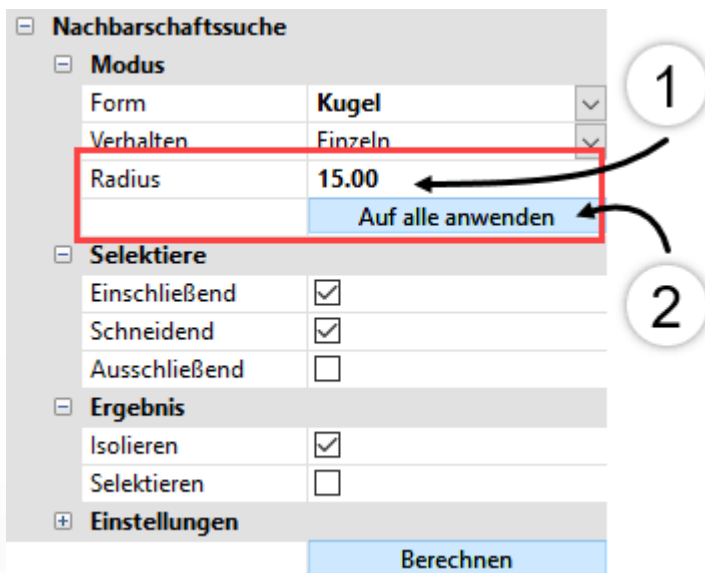 Nachbarschaftssuche
Modus
Form Kugel
1
Verhalten Einzeln
Radius 15.00
Auf alle anwenden
Selektiere
Einschließend
2
Schneidend
Ausschließend
Ergebnis
Isolieren
Selektieren
Einstellungen
Berechnen